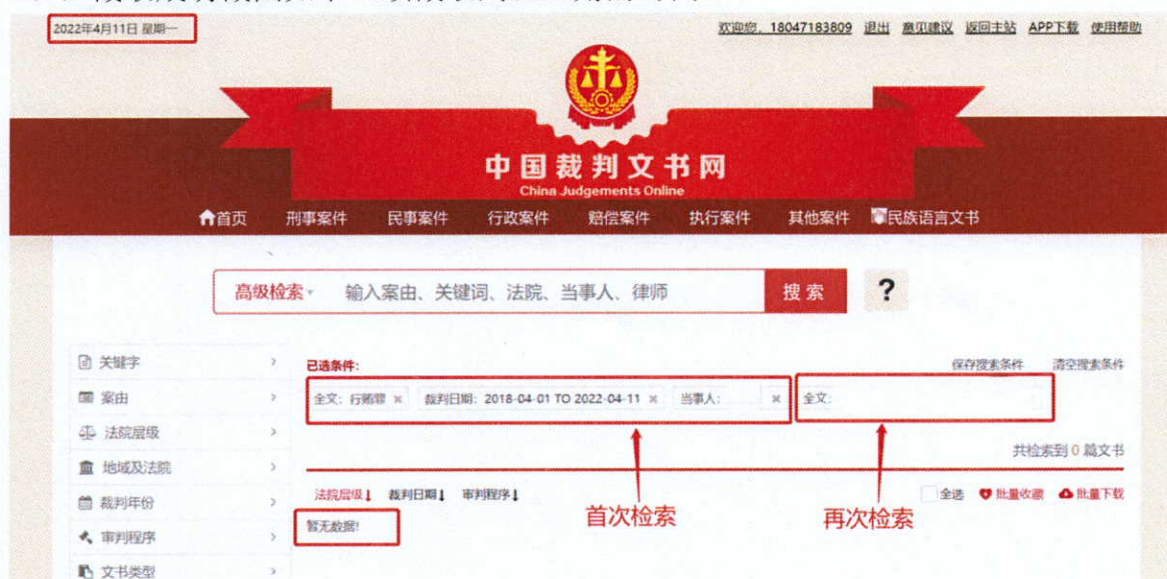 2022年4月11日 星期一
欢迎您，18047183809 退出 意见建议 返回主站 APP下载 使用帮助
中国裁判文书网
China Judgements Online
首页 刑事案件 民事案件 行政案件 赔偿案件 执行案件 其他案件 民族语言文书
高级检索 输入案由、关键词、法院、当事人、律师 搜索 ?
关键字
已选条件:
保存搜索条件 清空搜索条件
案由
全文: 行贿罪 × 裁判日期: 2018-04-01 TO 2022-04-11 × 当事人: × 全文:
法院层级
共检索到 0 篇文书
地域及法院
裁判年份
法院层级 裁判日期 审判程序
全选 批量收藏 批量下载
首次检索 再次检索
暂无数据!
审判程序
文书类型